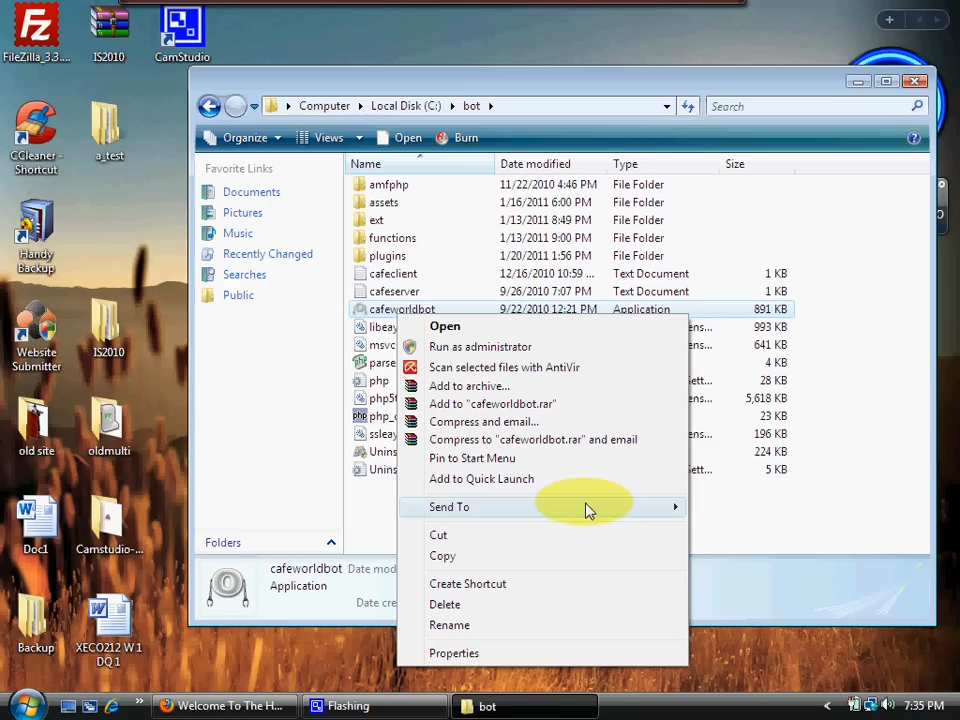 FileZilla_3.3....
IS2010
CamStudio
CCleaner - Shortcut
a_test
Handy Backup
Website Submitter
IS2010
old site
oldmulti
Doc1
Camstudio-...
Backup
XECO212 W 1 DQ 1
Computer
Local Disk (C:)
bot
Search
Organize
Views
Open
Burn
Favorite Links
Documents
Pictures
Music
Recently Changed
Searches
Public
Folders
Name Date modified Type Size
amfphp 11/22/2010 4:46 PM File Folder
assets 1/16/2011 6:00 PM File Folder
ext 1/13/2011 8:49 PM File Folder
functions 1/13/2011 9:00 PM File Folder
plugins 1/20/2011 1:56 PM File Folder
cafeclient 12/16/2010 10:59 ... Text Document 1 KB
cafeserver 9/26/2010 7:07 PM Text Document 1 KB
cafeworldbot 9/22/2010 12:21 PM Application 891 KB
libeay ens... 993 KB
msvc ens... 641 KB
parse 4 KB
php Sett... 28 KB
php5t ens... 5,618 KB
php_ 23 KB
ssleay ens... 196 KB
Unins 224 KB
Unins Sett... 5 KB
Open
Run as administrator
Scan selected files with AntiVir
Add to archive...
Add to "cafeworldbot.rar"
Compress and email...
Compress to "cafeworldbot.rar" and email
Pin to Start Menu
Add to Quick Launch
Send To
Cut
Copy
Create Shortcut
Delete
Rename
Properties
cafeworldbot Date mod
Application
Date cre
Welcome To The H...
Flashing
bot
7:35 PM